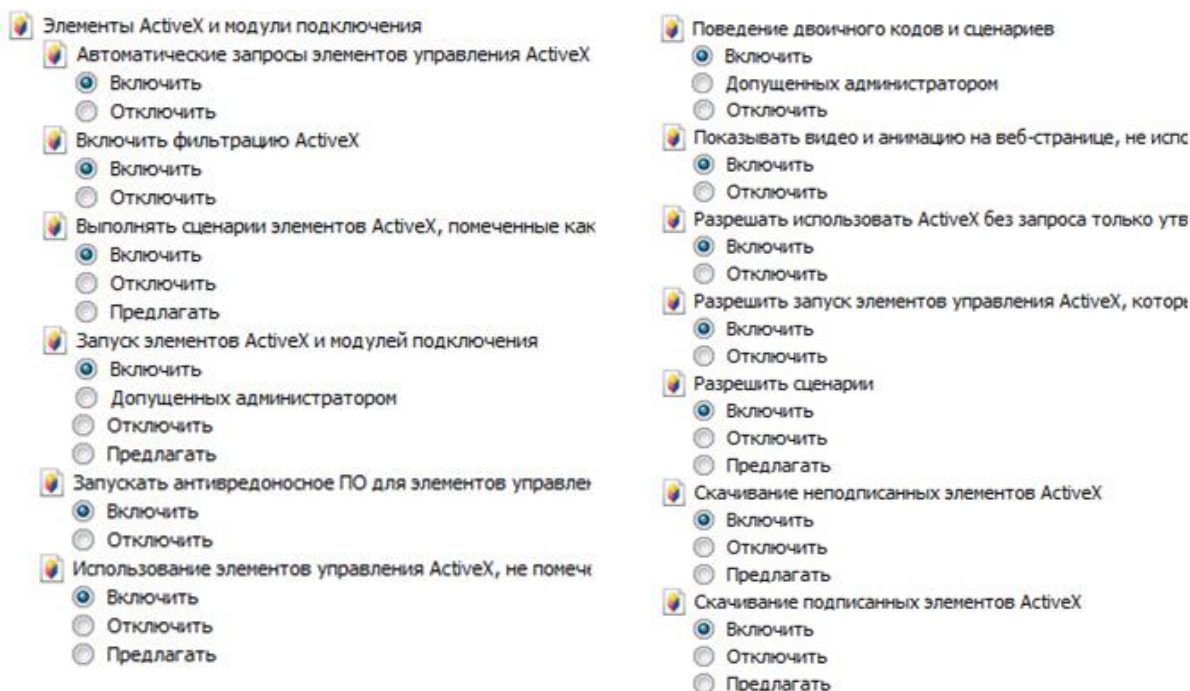 Элементы ActiveX и модули подключения
Автоматические запросы элементов управления ActiveX
Включить
Отключить
Включить фильтрацию ActiveX
Включить
Отключить
Выполнять сценарии элементов ActiveX, помеченные как
Включить
Отключить
Предлагать
Запуск элементов ActiveX и модулей подключения
Включить
Допущенных администратором
Отключить
Предлагать
Запускать антивредоносное ПО для элементов управлен
Включить
Отключить
Использование элементов управления ActiveX, не помече
Включить
Отключить
Предлагать
Поведение двоичного кодов и сценариев
Включить
Допущенных администратором
Отключить
Показывать видео и анимацию на веб-странице, не испо
Включить
Отключить
Разрешать использовать ActiveX без запроса только утв
Включить
Отключить
Разрешить запуск элементов управления ActiveX, которы
Включить
Отключить
Разрешить сценарии
Включить
Отключить
Предлагать
Скачивание неподписанных элементов ActiveX
Включить
Отключить
Предлагать
Скачивание подписанных элементов ActiveX
Включить
Отключить
Предлагать